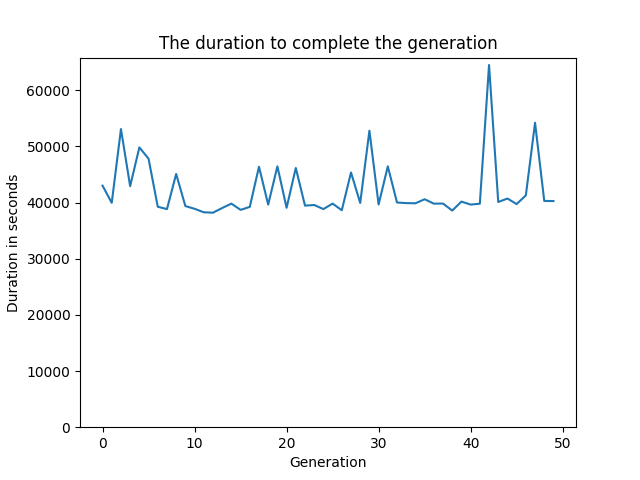 The duration to complete the generation
60000
50000
40000
30000
20000
10000
0
Duration in seconds
0 10 20 30 40 50
Generation